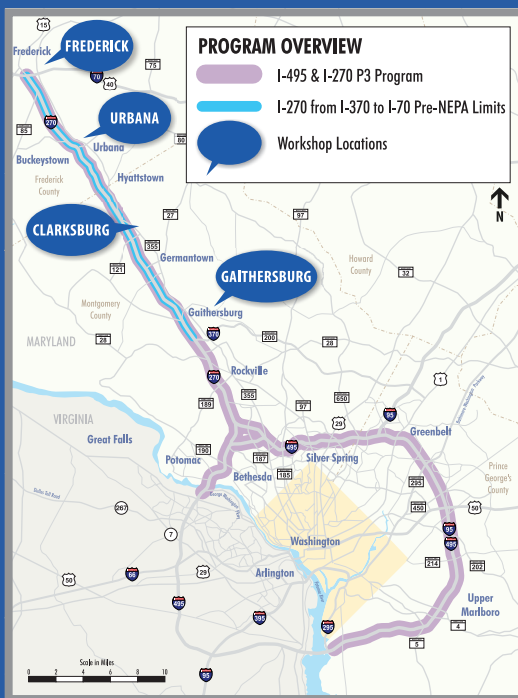 PROGRAM OVERVIEW
I-495 & I-270 P3 Program
I-270 from I-370 to I-70 Pre-NEPA Limits
Workshop Locations
N
15
FREDERICK
Frederick
70
75
40
270
URBANA
85
Urbana
80
Buckeystown
Hyattstown
Frederick
County
27
97
CLARKSBURG
355
Howard
County
Germantown
121
32
GAITHERSBURG
Montgomery
County
Gaithersburg
MARYLAND
28
370
200
28
Rockville
270
1
355
650
189
97
29
95
VIRGINIA
Great Falls
Greenbelt
190
495
Potomac
187
Silver Spring
185
Bethesda
Prince
George's
County
295
267
450
50
7
95
Washington
495
66
29
Arlington
214
202
50
495
395
295
Upper
Marlboro
4
5
Scale in Miles
0 2 4 6 8 10
95